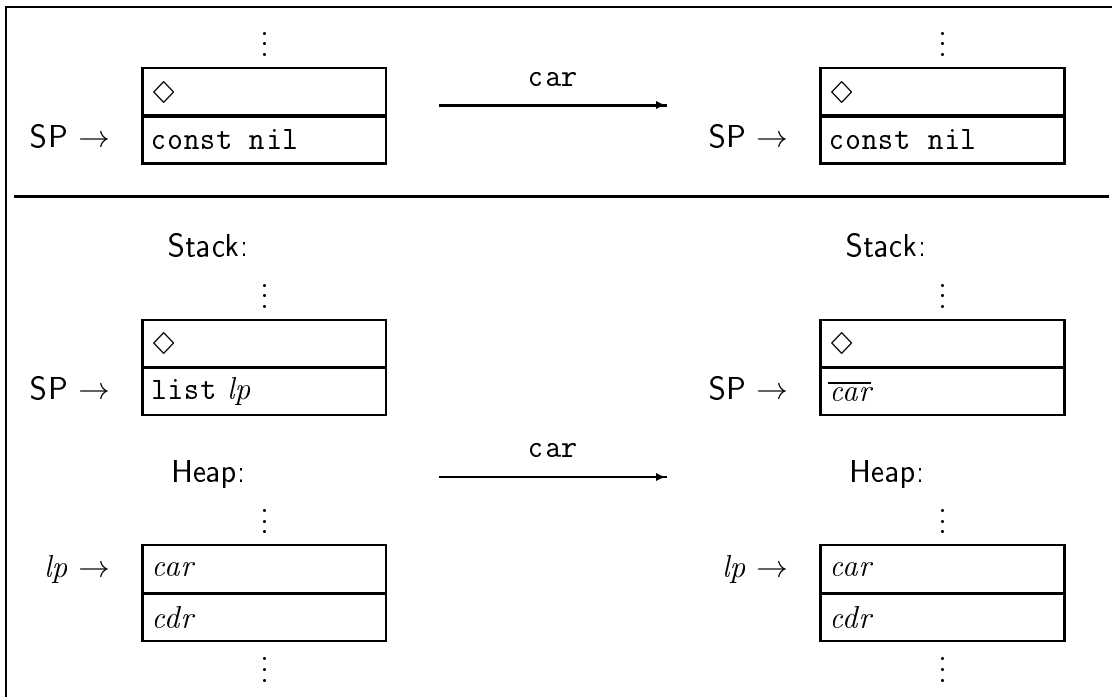 ⋮ ⋮
◇ car ◇
SP → const nil SP → const nil
Stack: Stack:
⋮ ⋮
◇ ◇
SP → list lp SP → c̅a̅r̅
car
Heap: Heap:
⋮ ⋮
lp → car lp → car
cdr cdr
⋮ ⋮